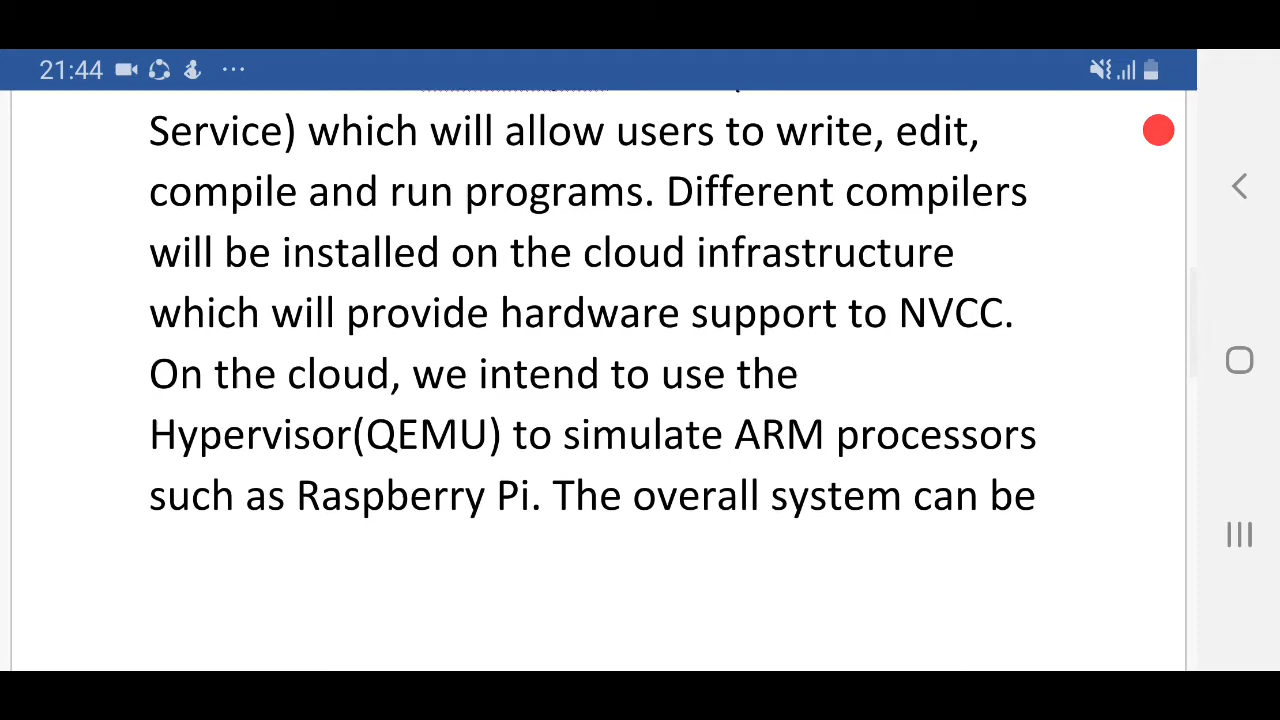 21:44
Service) which will allow users to write, edit,
compile and run programs. Different compilers
will be installed on the cloud infrastructure
which will provide hardware support to NVCC.
On the cloud, we intend to use the
Hypervisor(QEMU) to simulate ARM processors
such as Raspberry Pi. The overall system can be